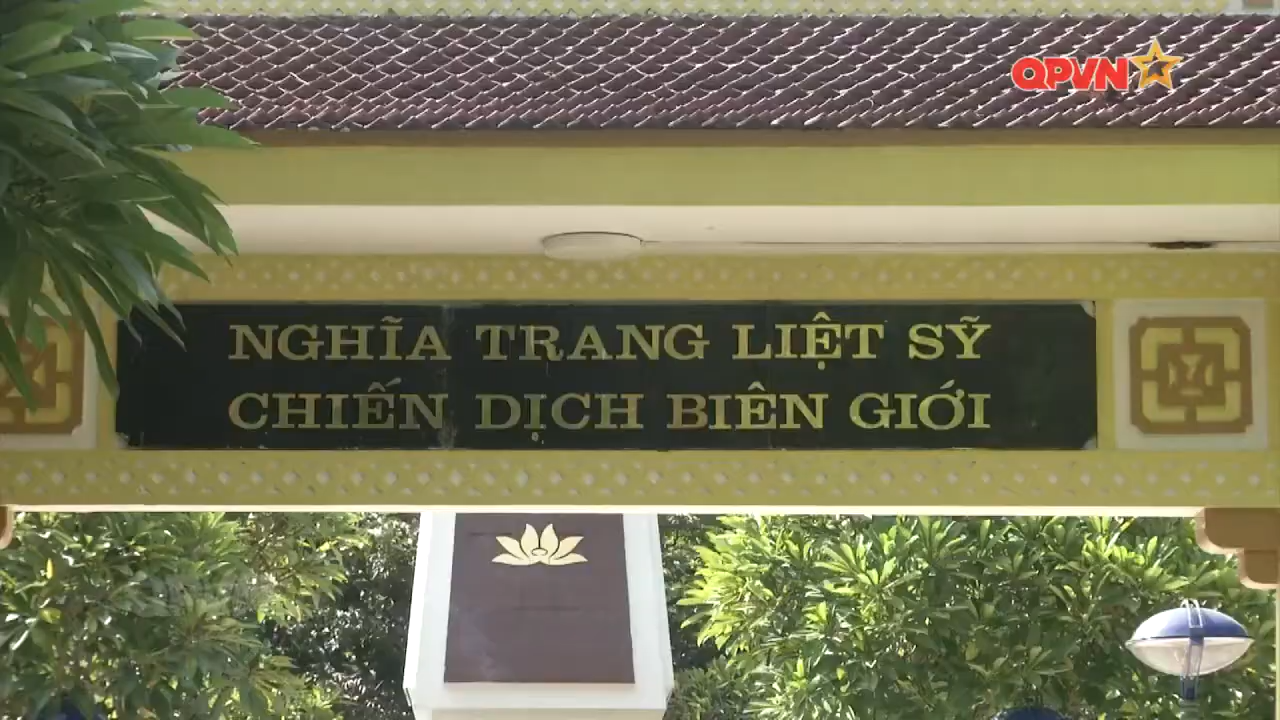 QPVN
NGHĨA TRANG LIỆT SỸ
CHIẾN DỊCH BIÊN GIỚI